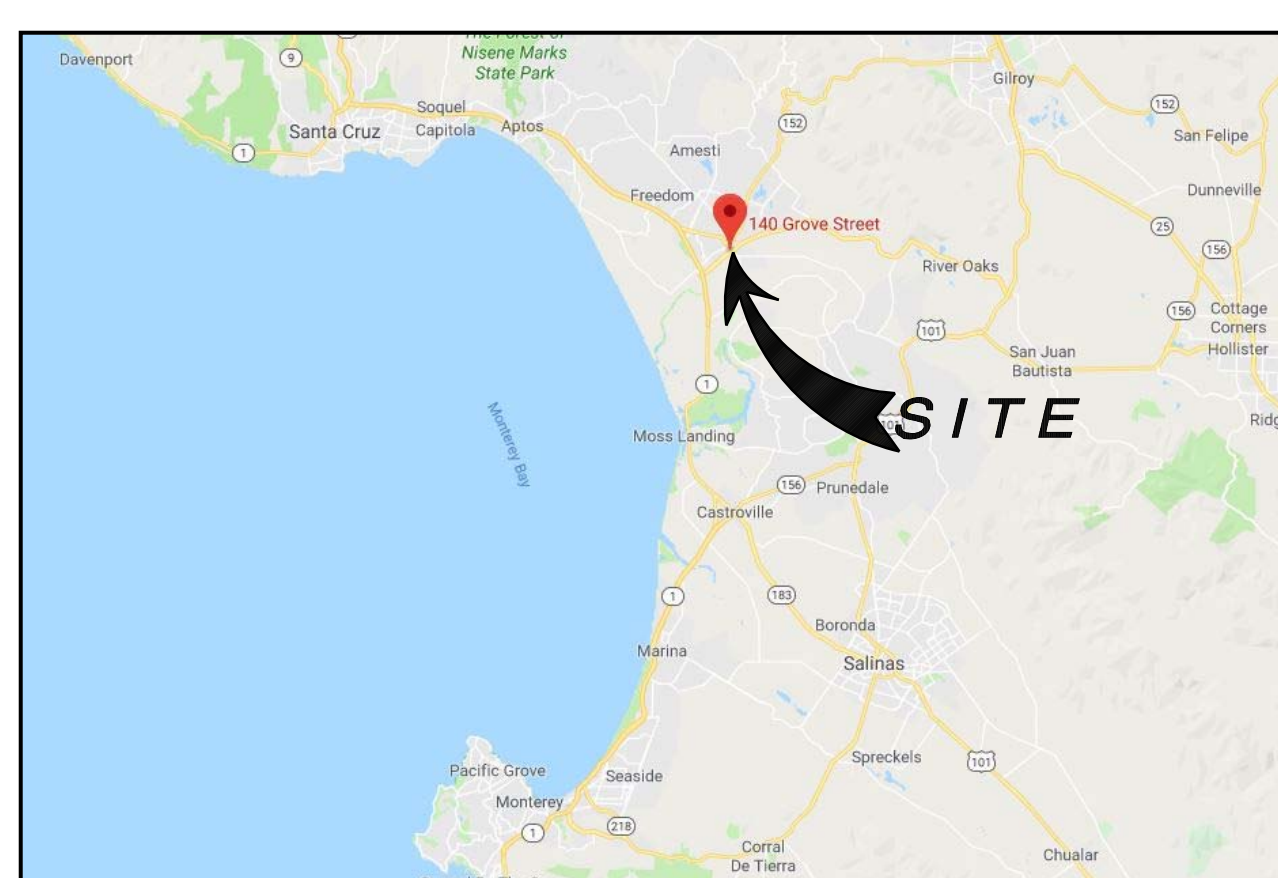 The Forest of
Nisene Marks
State Park
Davenport
9
Gilroy
Soquel
152
Santa Cruz
Capitola
Aptos
152
San Felipe
1
Amesti
Freedom
Dunneville
140 Grove Street
25
156
River Oaks
156
Cottage
Corners
101
Hollister
San Juan
Bautista
1
SITE
Monterey Bay
101
Moss Landing
156
Prunedale
Castroville
1
183
Boronda
Marina
Salinas
Spreckels
101
Pacific Grove
Seaside
Monterey
1
218
Corral
De Tierra
Chualar